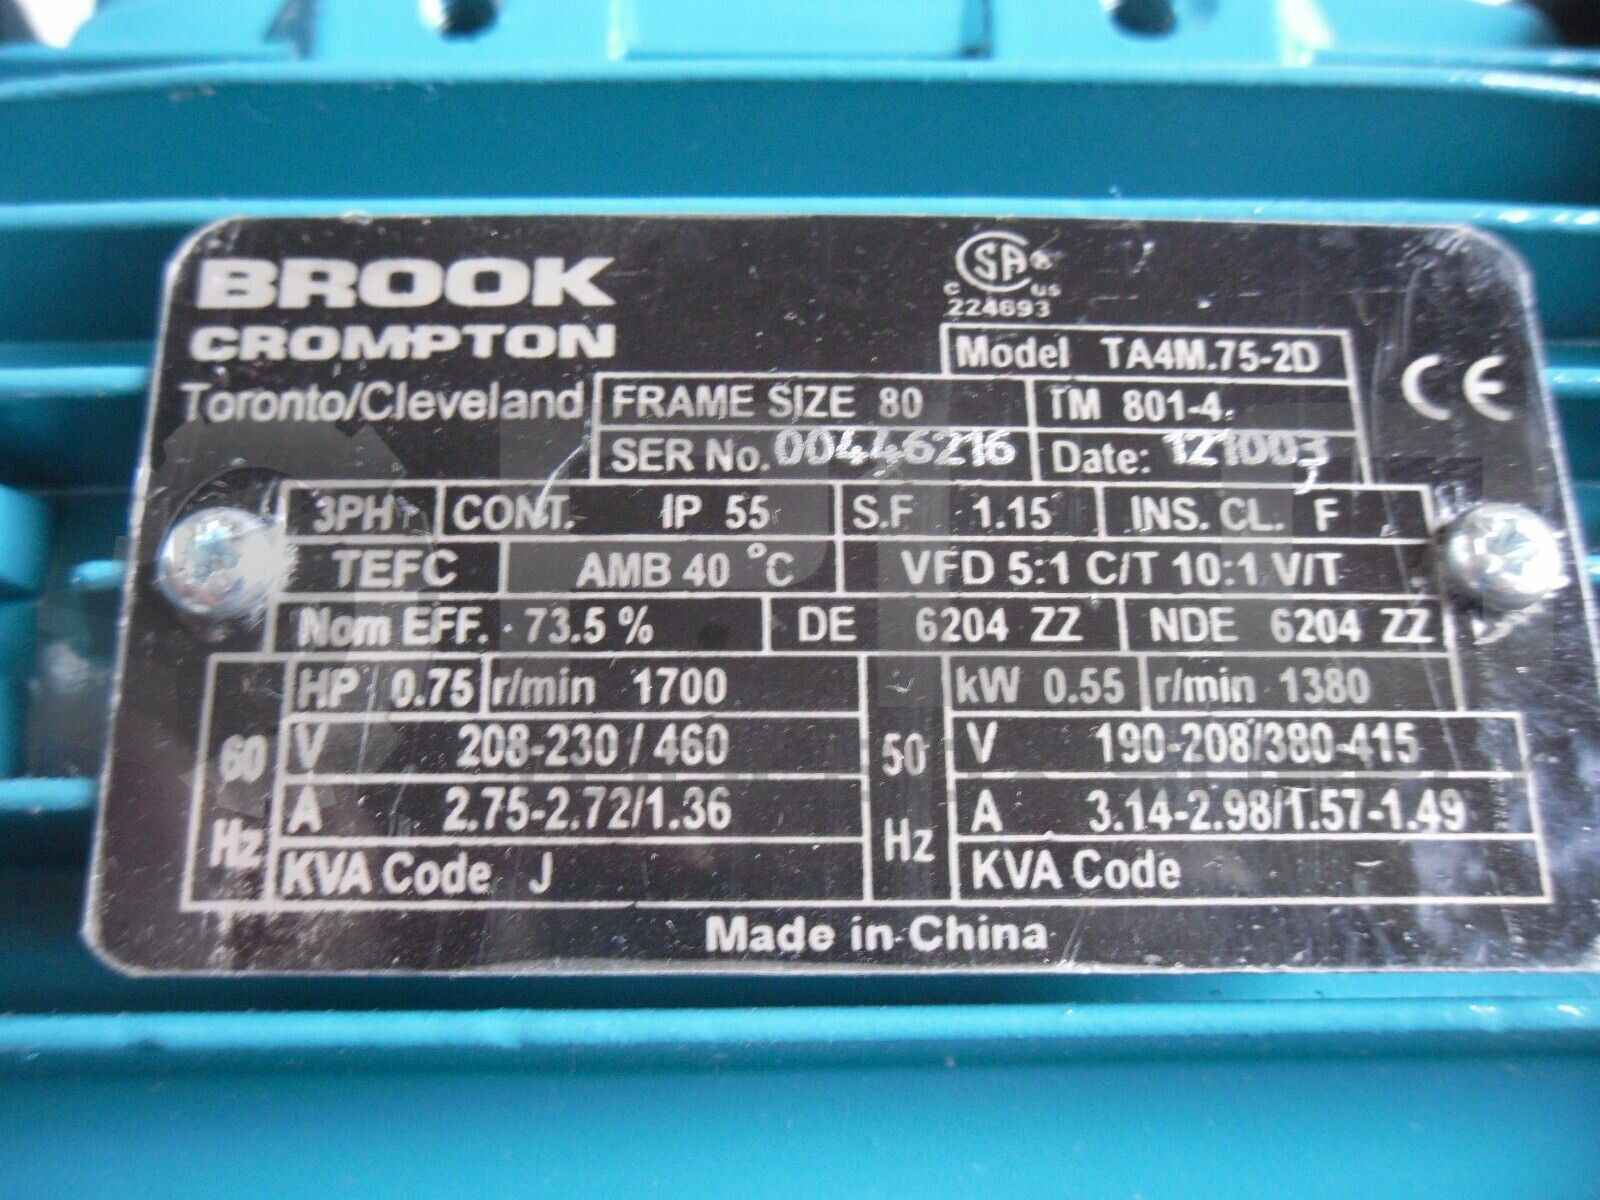 BROOK
CROMPTON
Toronto/Cleveland
CSA ®
C US
224693
Model TA4M.75-2D
CE
FRAME SIZE 80 TM 801-4
SER No. 00446216 Date: 121003
3PH CONT. IP 55 S.F 1.15 INS. CL. F
TEFC AMB 40 °C VFD 5:1 C/T 10:1 V/T
Nom EFF. 73.5 % DE 6204 ZZ NDE 6204 ZZ
60 Hz
HP 0.75 r/min 1700
V 208-230 / 460
A 2.75-2.72/1.36
KVA Code J
50 Hz
kW 0.55 r/min 1380
V 190-208/380-415
A 3.14-2.98/1.57-1.49
KVA Code
Made in China